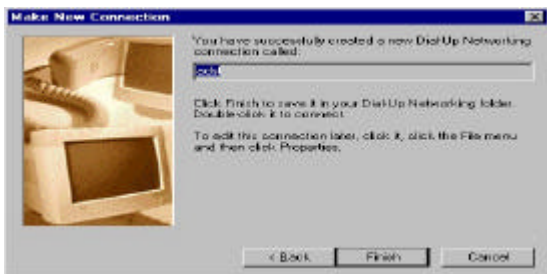 Make New Connection
You have successfully created a new Dial-Up Networking
connection called:
Click Finish to save it in your Dial-Up Networking folder.
Double-click it to connect.
To edit this connection later, click it, click the File menu
and then click Properties.
< Back Finish Cancel